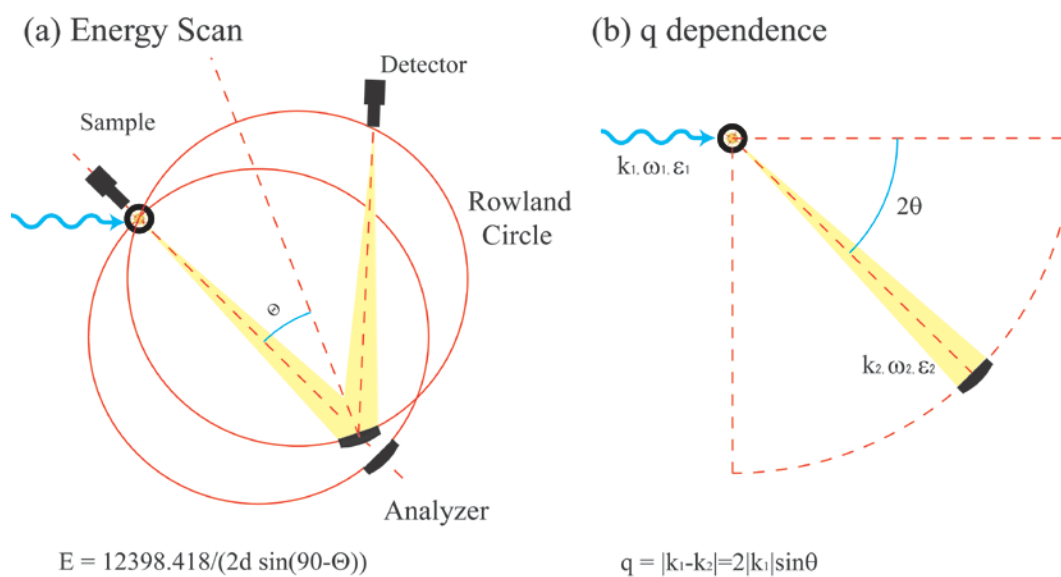 (a) Energy Scan
(b) q dependence
Detector
Sample
k₁, ω₁, ε₁
Rowland
Circle
2θ
Θ
k₂, ω₂, ε₂
Analyzer
E = 12398.418/(2d sin(90-Θ))
q = |k₁-k₂|=2|k₁|sinθ